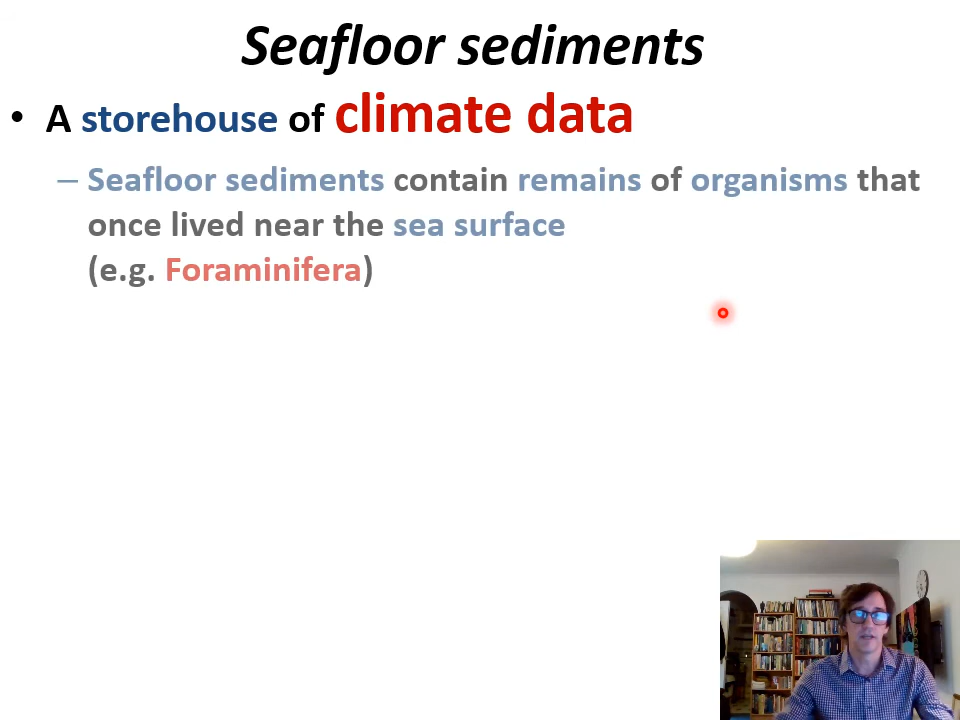 Seafloor sediments
• A storehouse of climate data
– Seafloor sediments contain remains of organisms that
once lived near the sea surface
(e.g. Foraminifera)